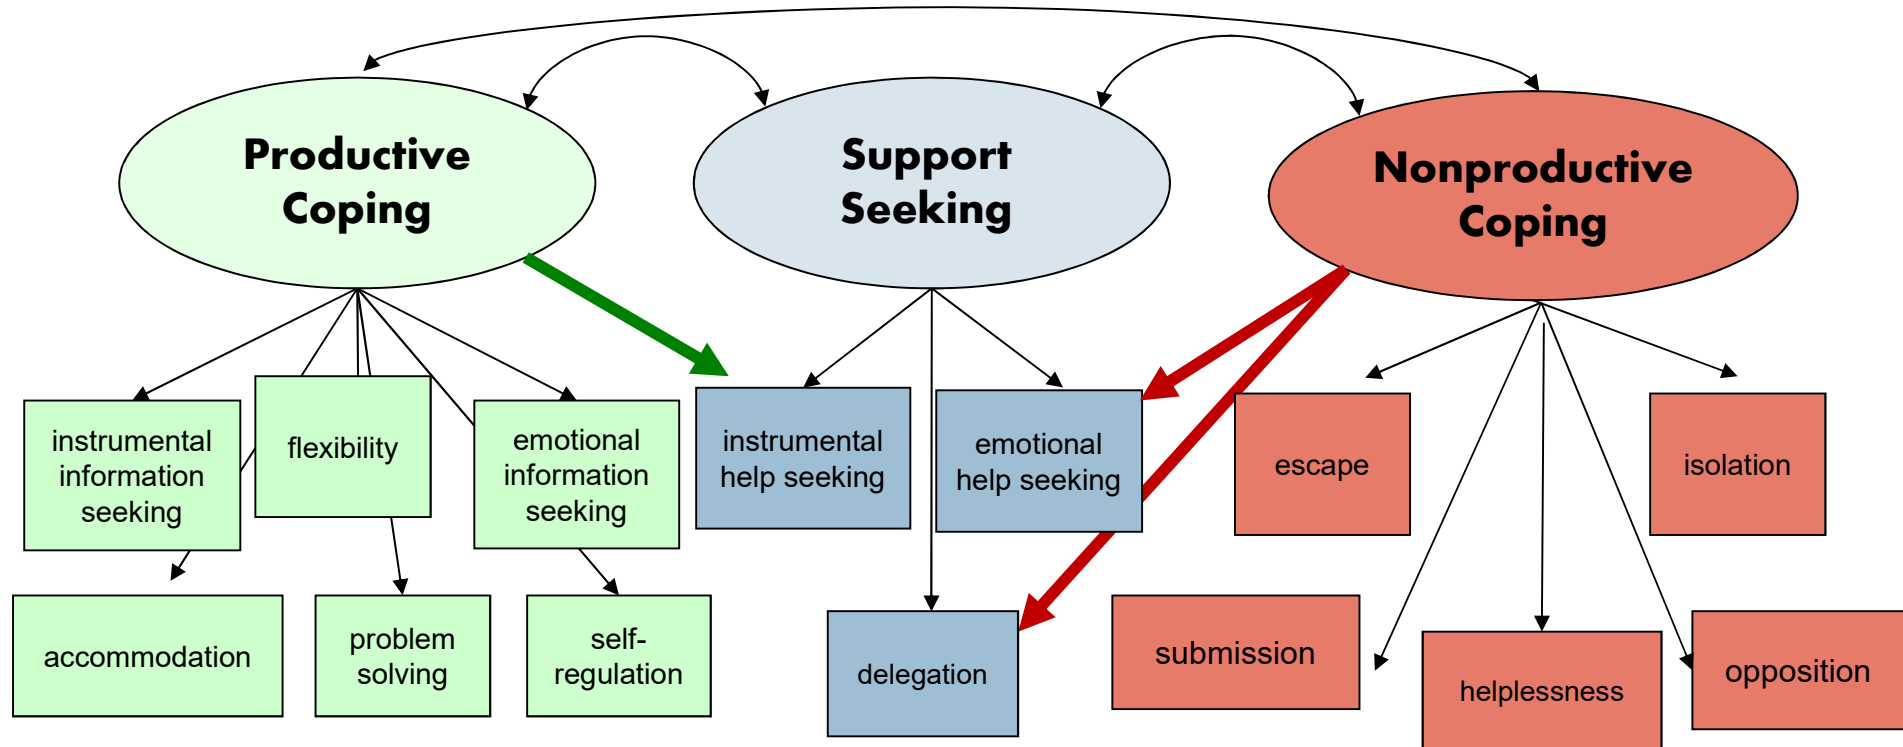 Productive
Coping
Support
Seeking
Nonproductive
Coping
instrumental
information
seeking
flexibility
emotional
information
seeking
instrumental
help seeking
emotional
help seeking
escape
isolation
accommodation
problem
solving
self-
regulation
delegation
submission
helplessness
opposition